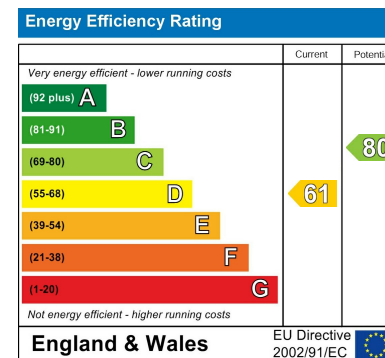 Energy Efficiency Rating
Current Potentia
Very energy efficient - lower running costs
(92 plus) A
(81-91) B
(69-80) C
80
(55-68) D
61
(39-54) E
(21-38) F
(1-20) G
Not energy efficient - higher running costs
England & Wales
EU Directive
2002/91/EC